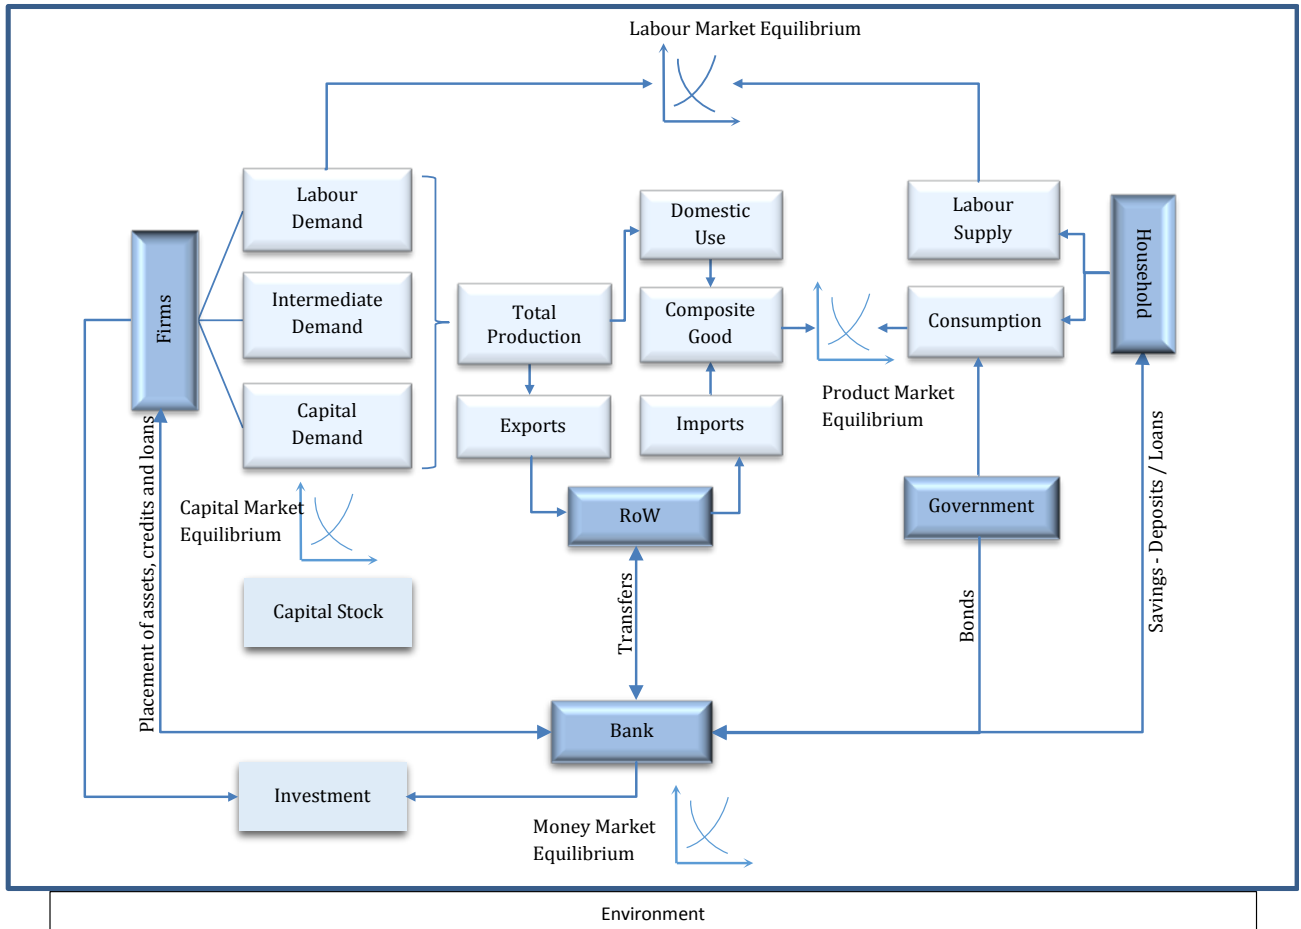 Labour Market Equilibrium
Labour
Demand
Domestic
Use
Labour
Supply
Household
Firms
Intermediate
Demand
Total
Production
Composite
Good
Consumption
Product Market
Equilibrium
Capital
Demand
Exports
Imports
Capital Market
Equilibrium
RoW
Government
Placement of assets, credits and loans
Capital Stock
Transfers
Bonds
Savings - Deposits / Loans
Bank
Investment
Money Market
Equilibrium
Environment